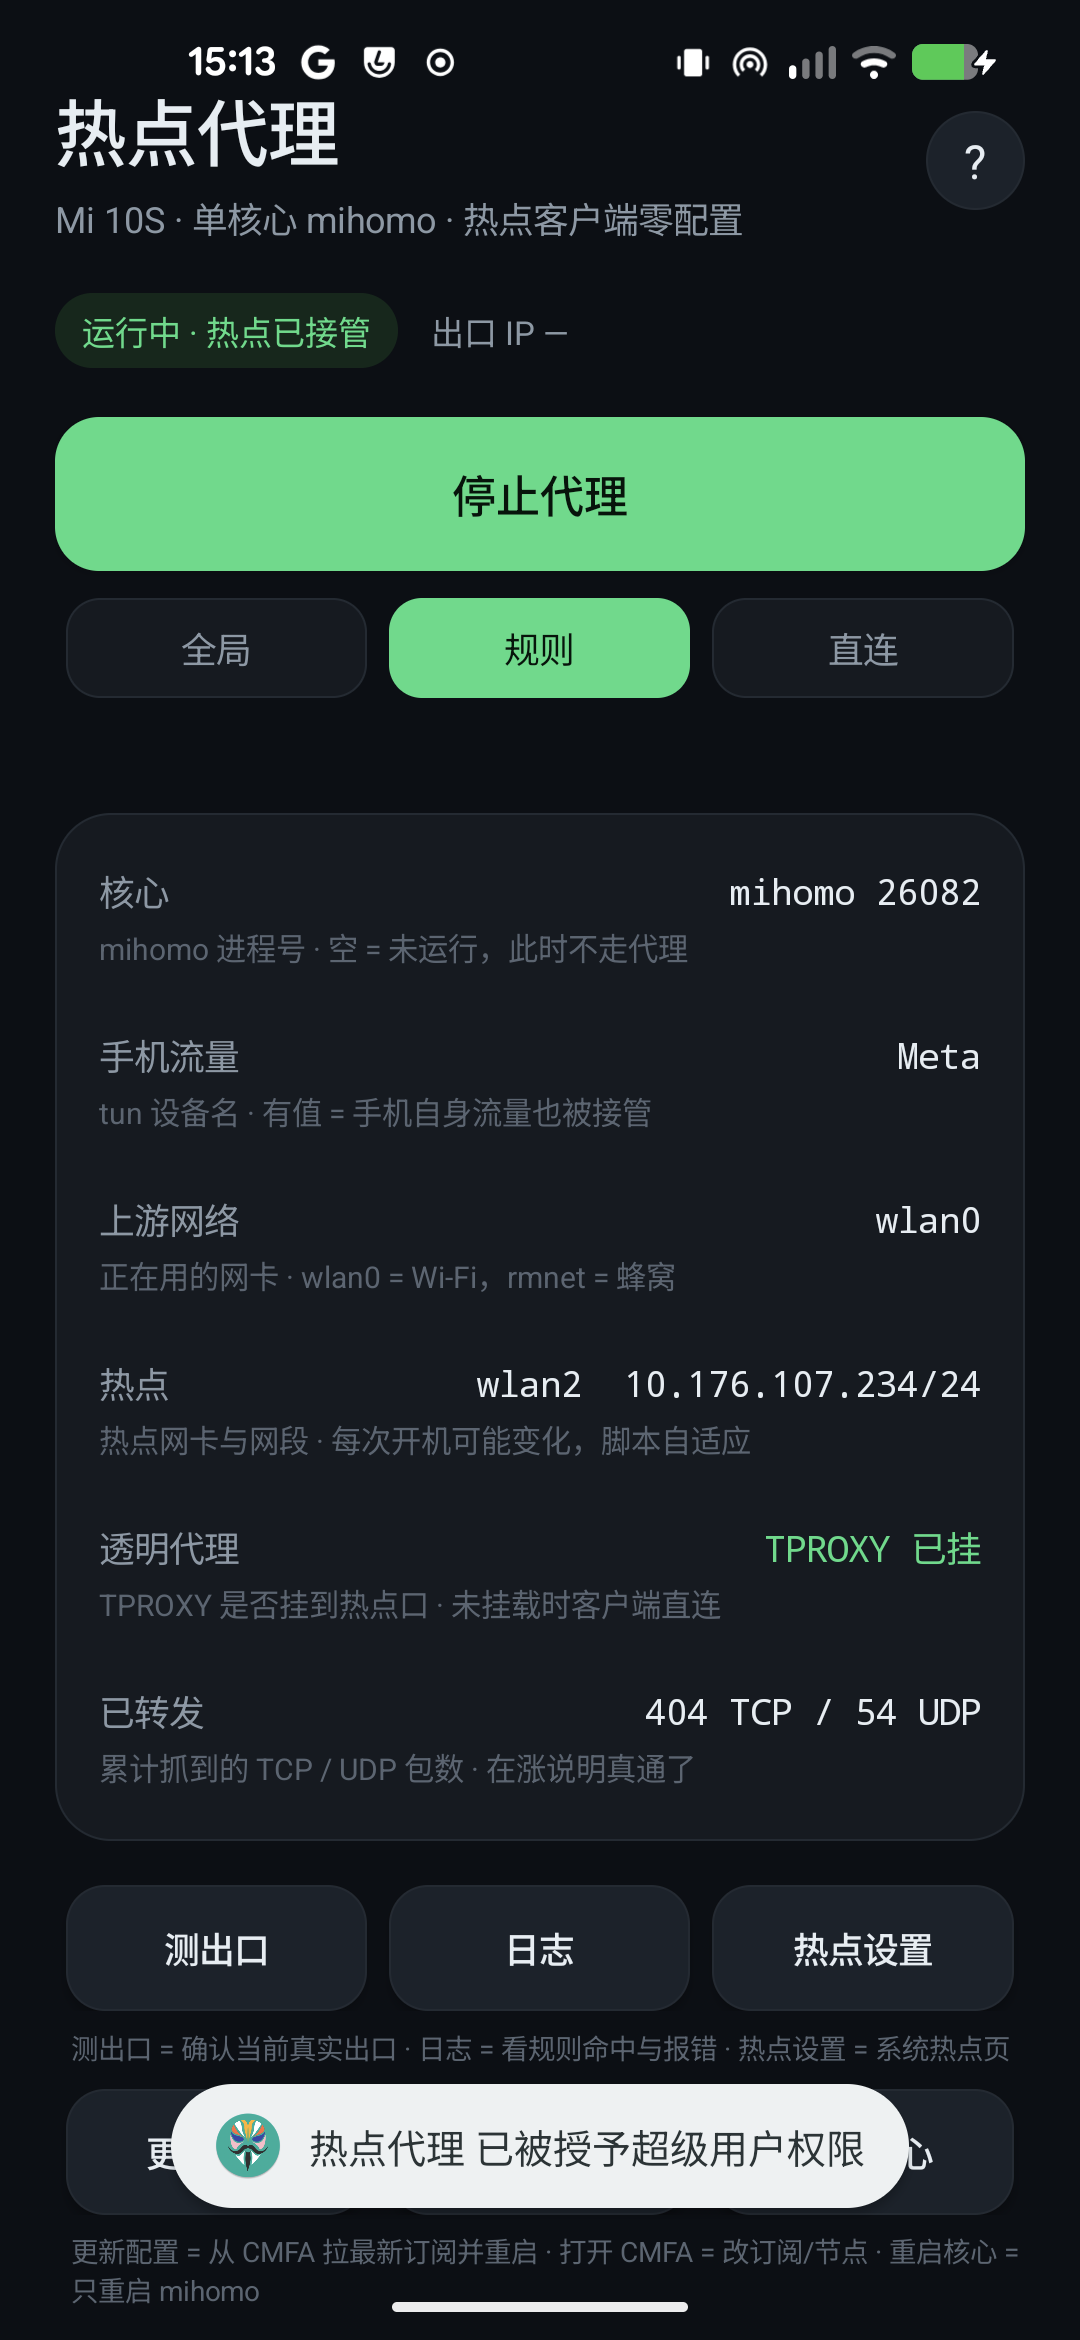 15:13
热点代理
?
Mi 10S · 单核心 mihomo · 热点客户端零配置
运行中 · 热点已接管
出口 IP —
停止代理
全局
规则
直连
核心
mihomo 26082
mihomo 进程号 · 空 = 未运行，此时不走代理
手机流量
Meta
tun 设备名 · 有值 = 手机自身流量也被接管
上游网络
wlan0
正在用的网卡 · wlan0 = Wi-Fi，rmnet = 蜂窝
热点
wlan2  10.176.107.234/24
热点网卡与网段 · 每次开机可能变化，脚本自适应
透明代理
TPROXY 已挂
TPROXY 是否挂到热点口 · 未挂载时客户端直连
已转发
404 TCP / 54 UDP
累计抓到的 TCP / UDP 包数 · 在涨说明真通了
测出口
日志
热点设置
测出口 = 确认当前真实出口 · 日志 = 看规则命中与报错 · 热点设置 = 系统热点页
更
心
热点代理 已被授予超级用户权限
更新配置 = 从 CMFA 拉最新订阅并重启 · 打开 CMFA = 改订阅/节点 · 重启核心 =
只重启 mihomo